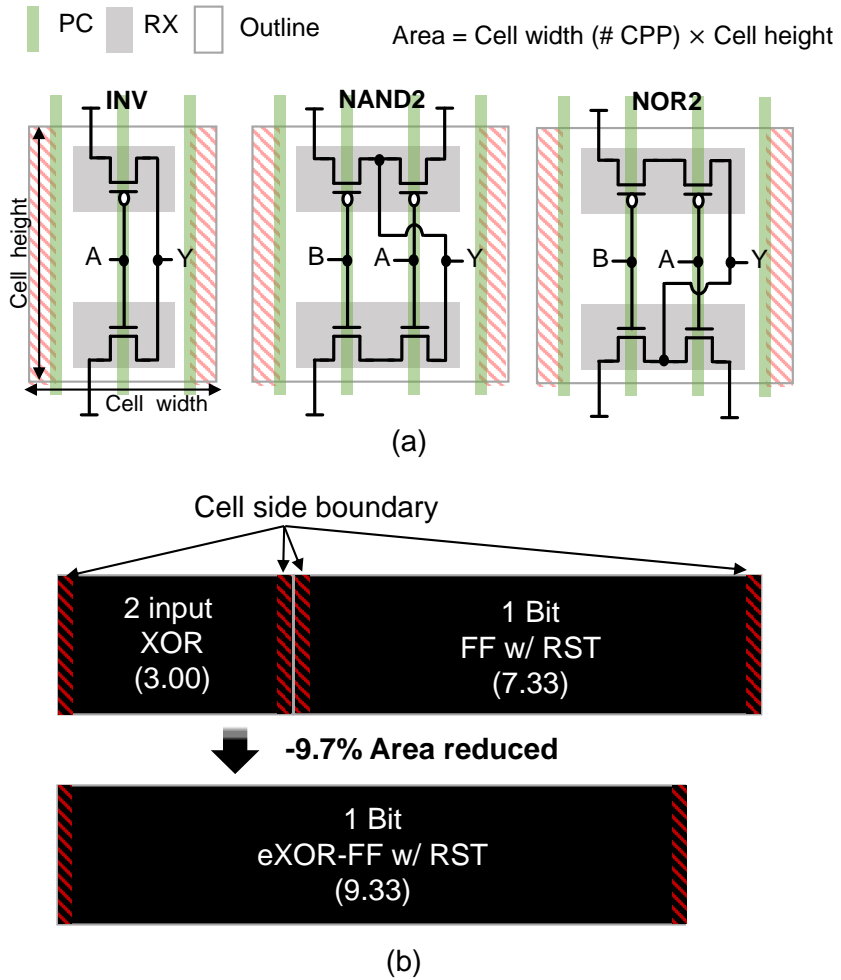 PC RX Outline Area = Cell width (# CPP) × Cell height
INV NAND2 NOR2
Cell height
A Y B A Y B A Y
Cell width
(a)
Cell side boundary
2 input
XOR
(3.00)
1 Bit
FF w/ RST
(7.33)
-9.7% Area reduced
1 Bit
eXOR-FF w/ RST
(9.33)
(b)